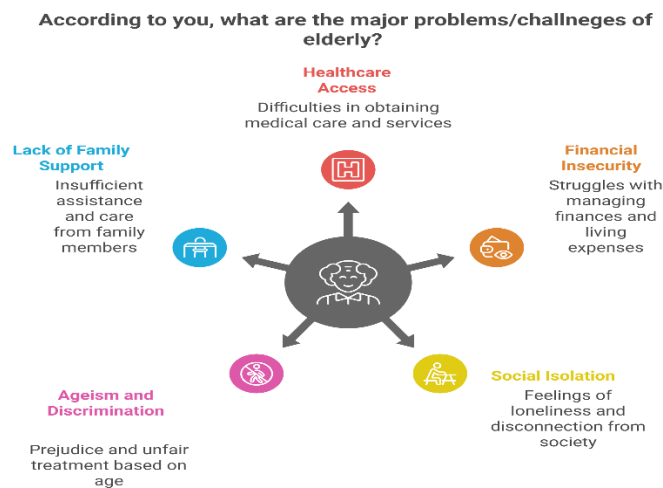 According to you, what are the major problems/challneges of
elderly?
Healthcare
Access
Difficulties in obtaining
medical care and services
Lack of Family
Support
Insufficient
assistance
and care
from family
members
Financial
Insecurity
Struggles with
managing
finances and
living
expenses
Ageism and
Discrimination
Prejudice and unfair
treatment based on
age
Social Isolation
Feelings of
loneliness and
disconnection from
society